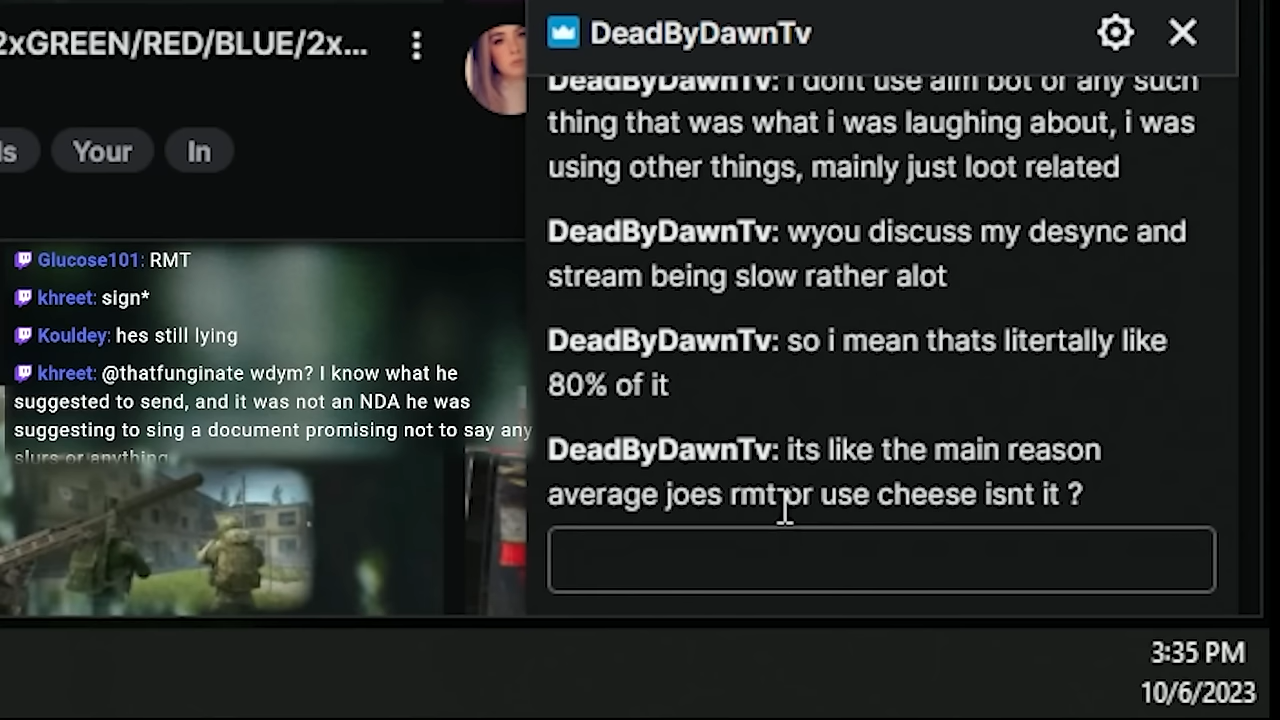 2xGREEN/RED/BLUE/2x...
ls
Your
In
Glucose101: RMT
khreet: sign*
Kouldey: hes still lying
khreet: @thatfunginate wdym? I know what he
suggested to send, and it was not an NDA he was
suggesting to sing a document promising not to say any
slurs or anything
DeadByDawnTv
DeadByDawnTv: i dont use aim bot or any such
thing that was what i was laughing about, i was
using other things, mainly just loot related
DeadByDawnTv: wyou discuss my desync and
stream being slow rather alot
DeadByDawnTv: so i mean thats litertally like
80% of it
DeadByDawnTv: its like the main reason
average joes rmt or use cheese isnt it ?
3:35 PM
10/6/2023